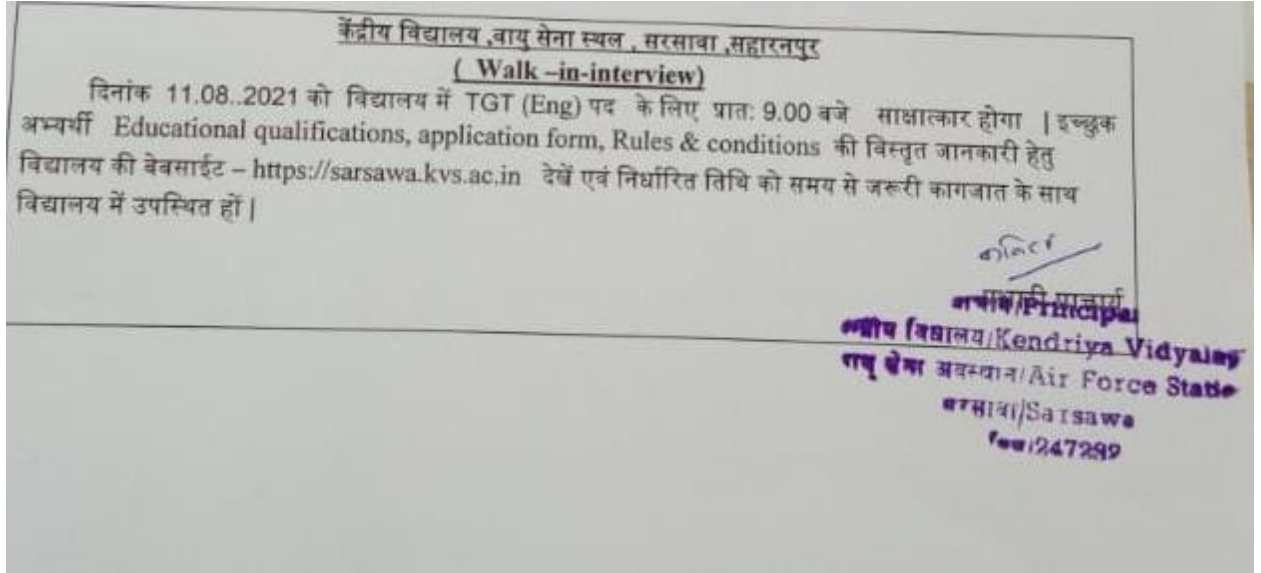 केंद्रीय विद्यालय ,वायु सेना स्थल , सरसावा ,सहारनपुर
( Walk –in-interview)
दिनांक 11.08..2021 को विद्यालय में TGT (Eng) पद के लिए प्रात: 9.00 बजे साक्षात्कार होगा | इच्छुक
अभ्यर्थी Educational qualifications, application form, Rules & conditions की विस्तृत जानकारी हेतु
विद्यालय की बेबसाईट – https://sarsawa.kvs.ac.in देखें एवं निर्धारित तिथि को समय से जरूरी कागजात के साथ
विद्यालय में उपस्थित हों |
प्राचार्य
/Principal
विद्यालय/Kendriya Vidyalay
सेना अवस्थान/Air Force Statio
सरसावा/Sarsawa
247299